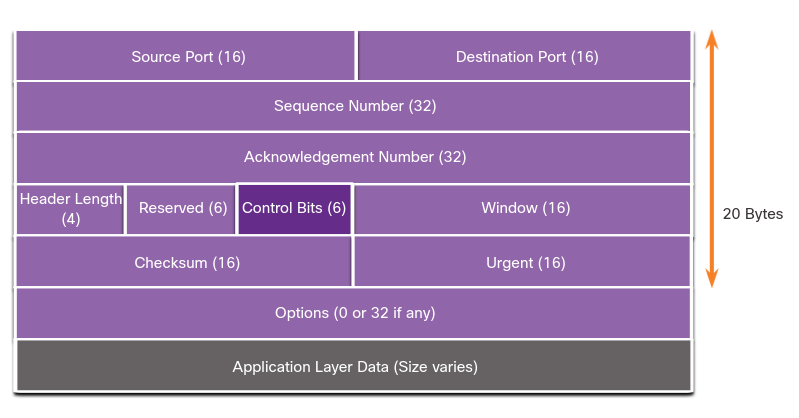 Source Port (16)
Destination Port (16)
Sequence Number (32)
Acknowledgement Number (32)
Header Length
(4)
Reserved (6)
Control Bits (6)
Window (16)
20 Bytes
Checksum (16)
Urgent (16)
Options (0 or 32 if any)
Application Layer Data (Size varies)